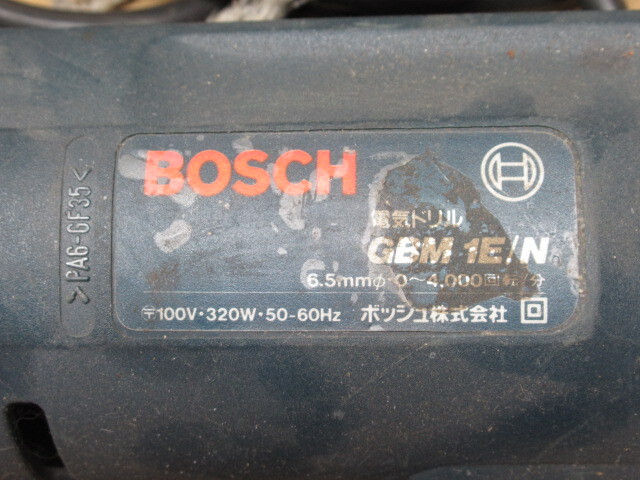 BOSCH
電気ドリル
GBM 1E/N
6.5mmφ 0〜4,000回転/分
〒100V・320W・50-60Hz ボッシュ株式会社
>PA6-GF35<